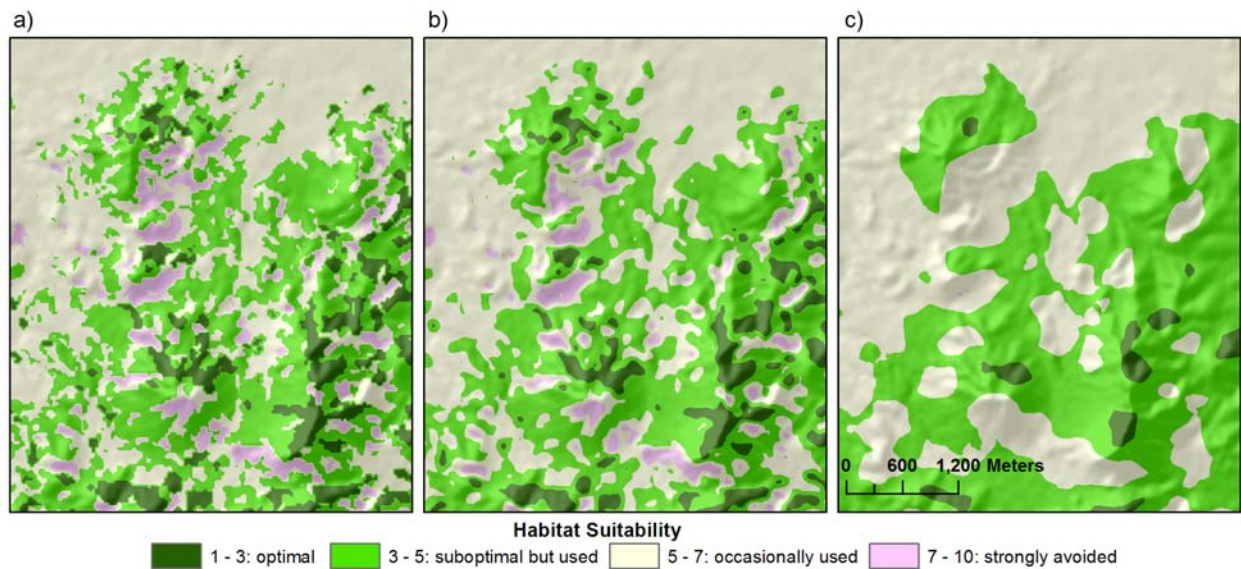 a) b) c)
0 600 1,200 Meters
Habitat Suitability
1 - 3: optimal 3 - 5: suboptimal but used 5 - 7: occasionally used 7 - 10: strongly avoided